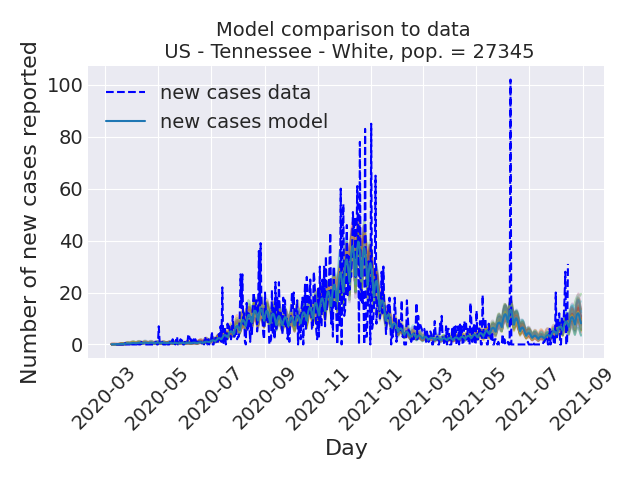 Model comparison to data
US - Tennessee - White, pop. = 27345
Number of new cases reported
100
80
60
40
20
0
new cases data
new cases model
2020-03
2020-05
2020-07
2020-09
2020-11
2021-01
2021-03
2021-05
2021-07
2021-09
Day